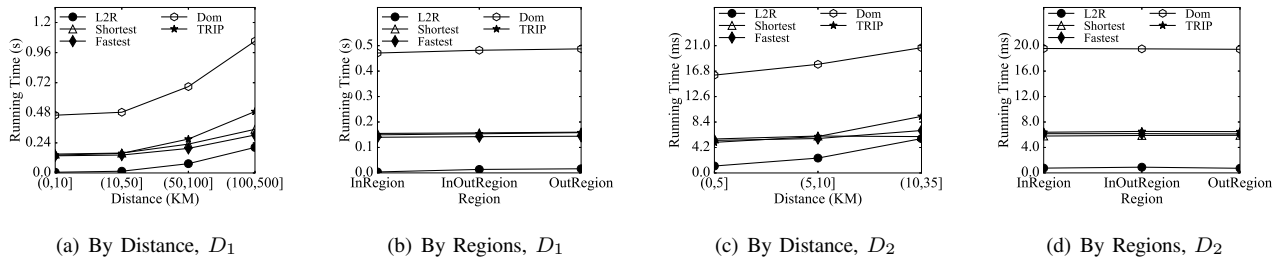 L2R
Shortest
Fastest
Dom
TRIP
1.2
0.96
0.72
0.48
0.24
0.0
Running Time (s)
(0,10]
(10,50]
(50,100]
(100,500]
Distance (KM)
(a) By Distance, D1
L2R
Shortest
Fastest
Dom
TRIP
0.5
0.4
0.3
0.2
0.1
0.0
Running Time (s)
InRegion
InOutRegion
OutRegion
Region
(b) By Regions, D1
L2R
Shortest
Fastest
Dom
TRIP
21.0
16.8
12.6
8.4
4.2
0.0
Running Time (ms)
(0,5]
(5,10]
(10,35]
Distance (KM)
(c) By Distance, D2
L2R
Shortest
Fastest
Dom
TRIP
20.0
16.0
12.0
8.0
4.0
0.0
Running Time (ms)
InRegion
InOutRegion
OutRegion
Region
(d) By Regions, D2